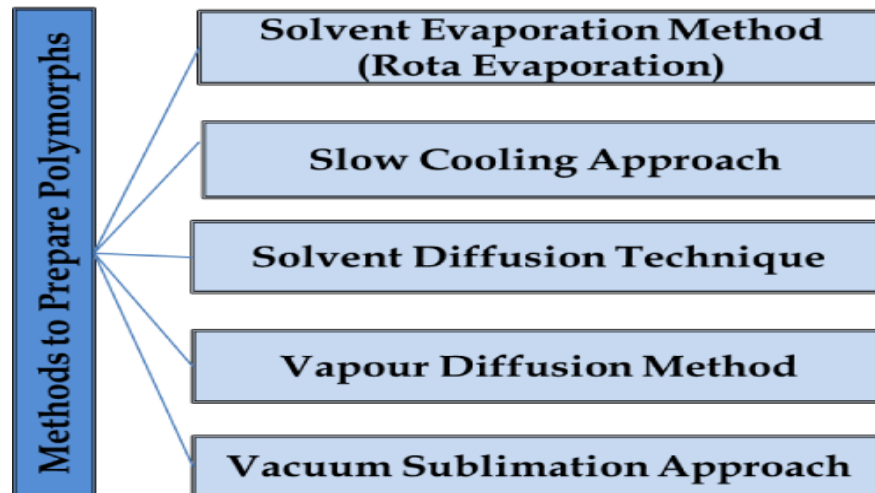 Methods to Prepare Polymorphs
Solvent Evaporation Method
(Rota Evaporation)
Slow Cooling Approach
Solvent Diffusion Technique
Vapour Diffusion Method
Vacuum Sublimation Approach